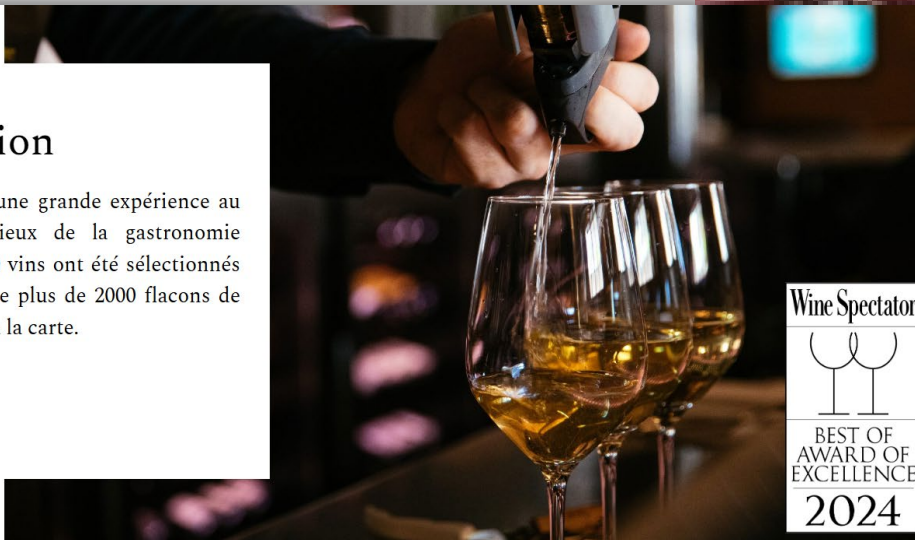 ion
une grande expérience au
ieux de la gastronomie
vins ont été sélectionnés
e plus de 2000 flacons de
la carte.
Wine Spectator
BEST OF
AWARD OF
EXCELLENCE
2024